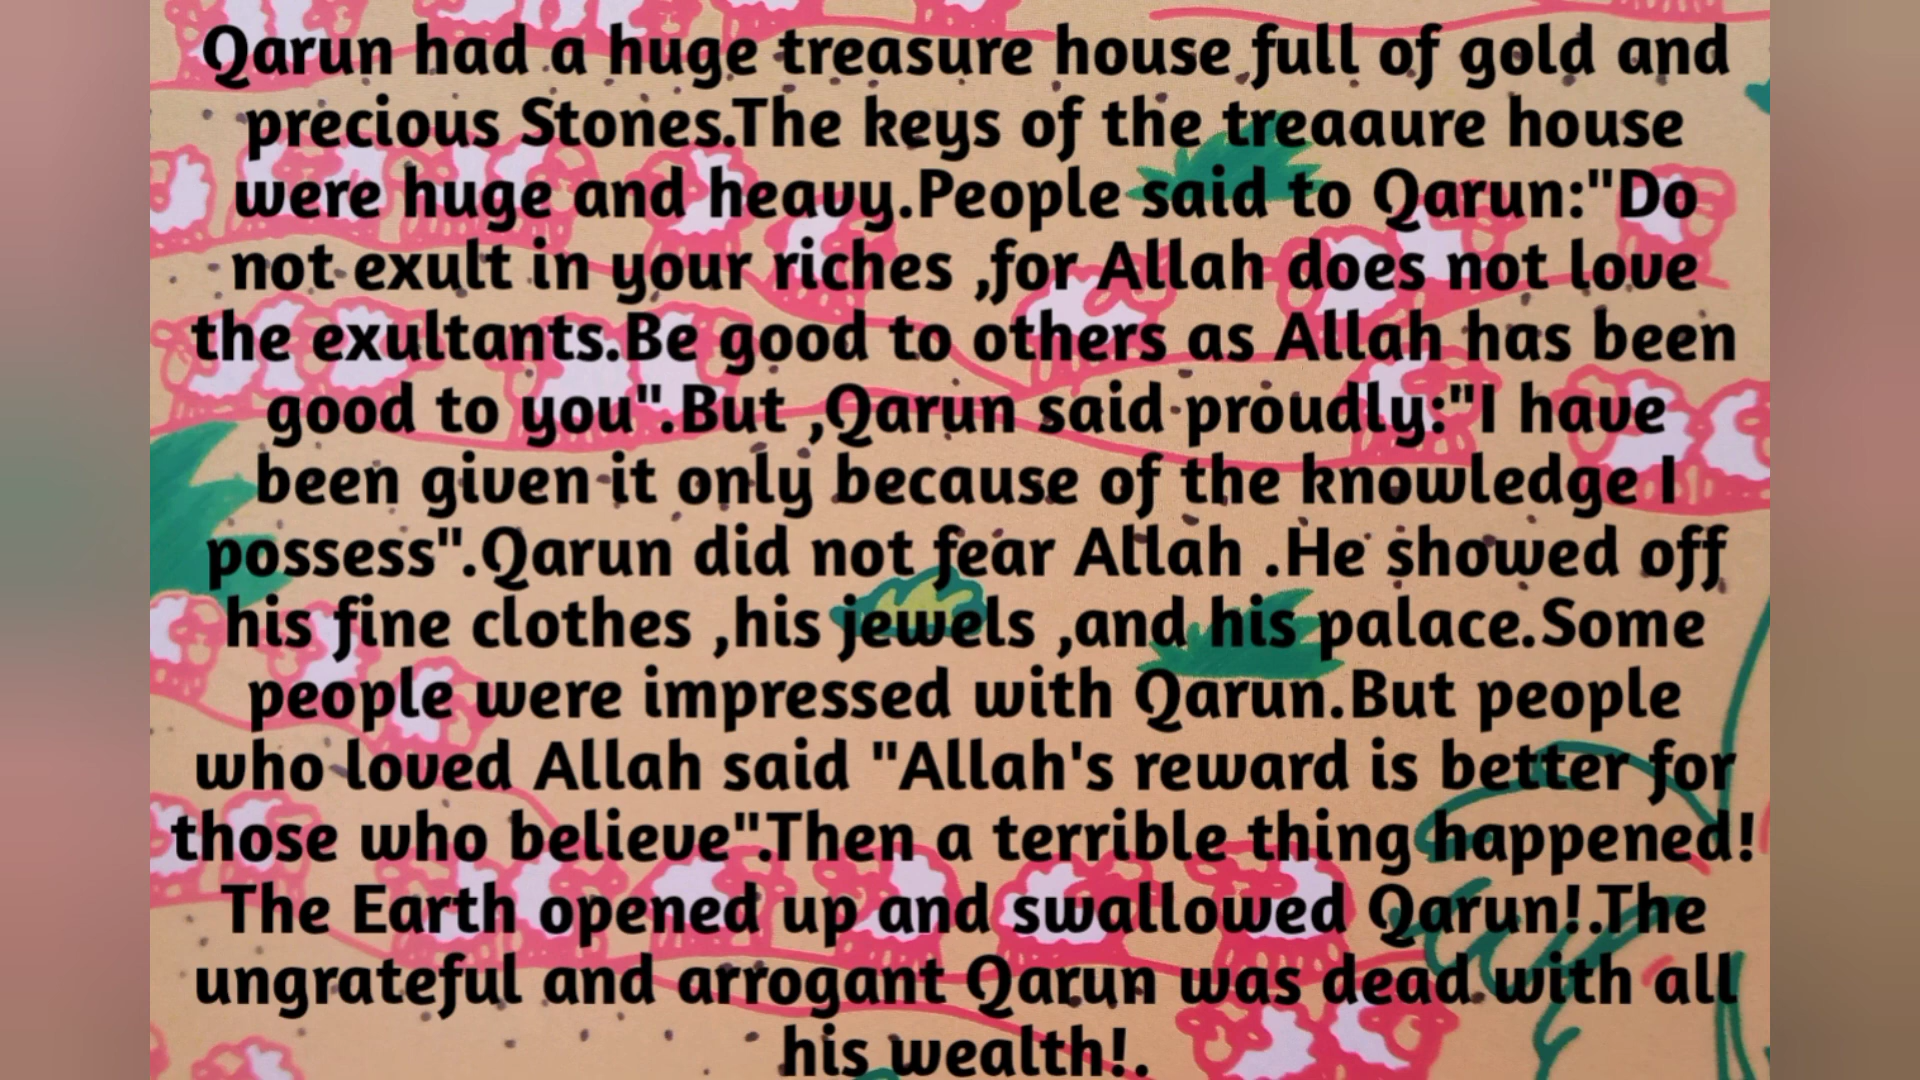 Qarun had a huge treasure house full of gold and
precious Stones.The keys of the treaaure house
were huge and heavy.People said to Qarun:"Do
not exult in your riches ,for Allah does not love
the exultants.Be good to others as Allah has been
good to you".But ,Qarun said proudly:"I have
been given it only because of the knowledge I
possess".Qarun did not fear Allah .He showed off
his fine clothes ,his jewels ,and his palace.Some
people were impressed with Qarun.But people
who loved Allah said "Allah's reward is better for
those who believe".Then a terrible thing happened!
The Earth opened up and swallowed Qarun!.The
ungrateful and arrogant Qarun was dead with all
his wealth!.